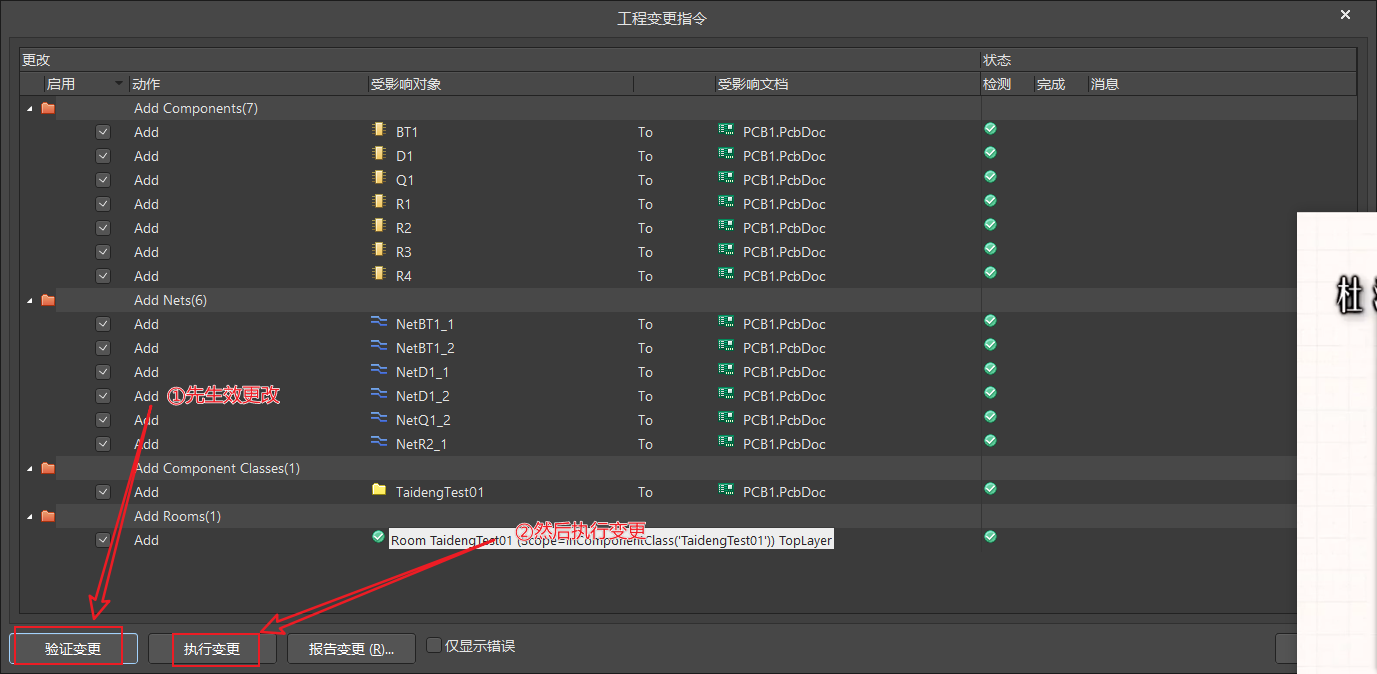 工程变更指令
更改 状态
启用 动作 受影响对象 受影响文档 检测 完成 消息
Add Components(7)
Add BT1 To PCB1.PcbDoc
Add D1 To PCB1.PcbDoc
Add Q1 To PCB1.PcbDoc
Add R1 To PCB1.PcbDoc
Add R2 To PCB1.PcbDoc
Add R3 To PCB1.PcbDoc
Add R4 To PCB1.PcbDoc
Add Nets(6)
Add NetBT1_1 To PCB1.PcbDoc
Add NetBT1_2 To PCB1.PcbDoc
Add NetD1_1 To PCB1.PcbDoc
Add NetD1_2 To PCB1.PcbDoc
①先生效更改
Add NetQ1_2 To PCB1.PcbDoc
Add NetR2_1 To PCB1.PcbDoc
Add Component Classes(1)
Add TaidengTest01 To PCB1.PcbDoc
Add Rooms(1)
②然后执行变更
Add Room TaidengTest01 (Scope=InComponentClass('TaidengTest01')) TopLayer
验证变更 执行变更 报告变更 (R)... 仅显示错误
杜